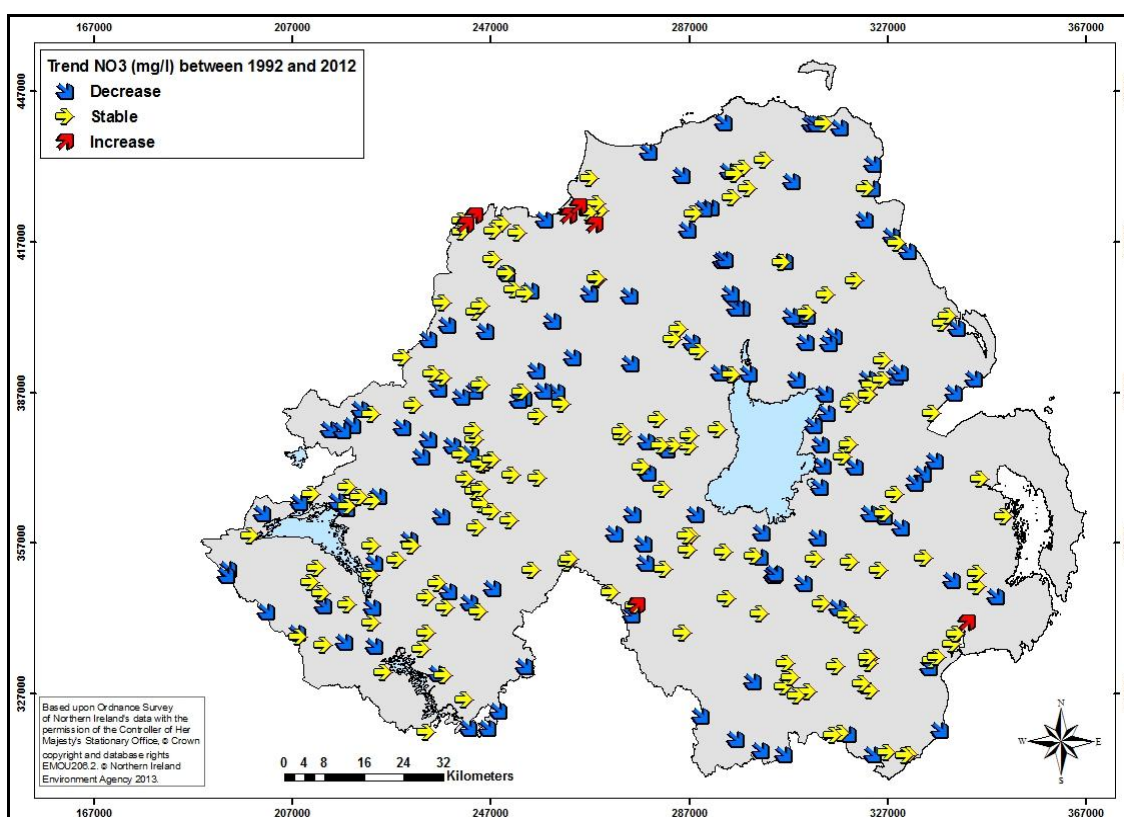 167000 207000 247000 287000 327000 367000
Trend NO3 (mg/l) between 1992 and 2012
Decrease
Stable
Increase
447000 417000 387000 357000 327000
Based upon Ordnance Survey
of Northern Ireland's data with the
permission of the Controller of Her
Majesty's Stationary Office, © Crown
copyright and database rights
EMOU206.2. © Northern Ireland
Environment Agency 2013.
0 4 8 16 24 32
Kilometers
N
W E
S
167000 207000 247000 287000 327000 367000